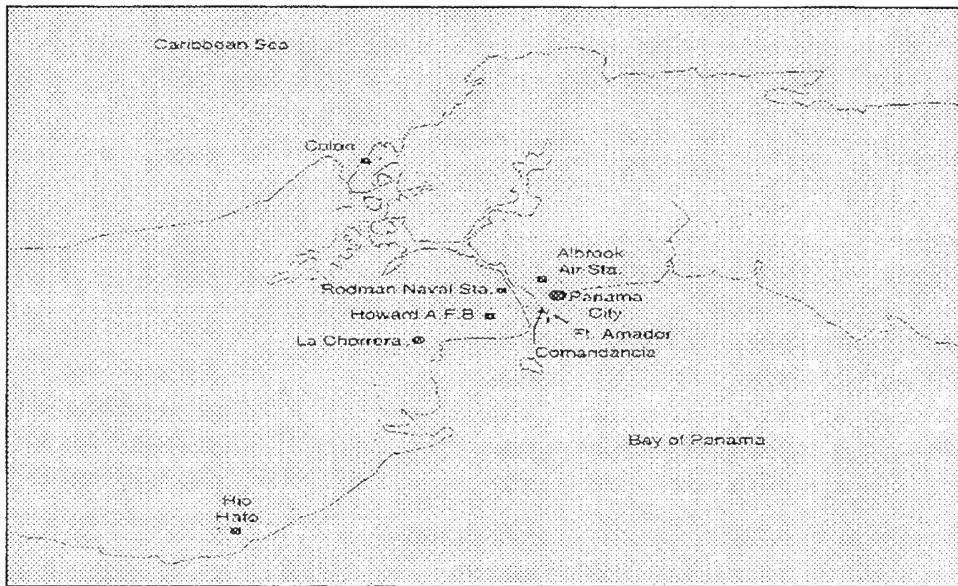 Caribbean Sea
Colon
Albrook
Air Sta.
Rodman Naval Sta.
Panama
City
Howard A.F.B
Ft. Amador
La Chorrera
Comandancia
Bay of Panama
Rio
Hato